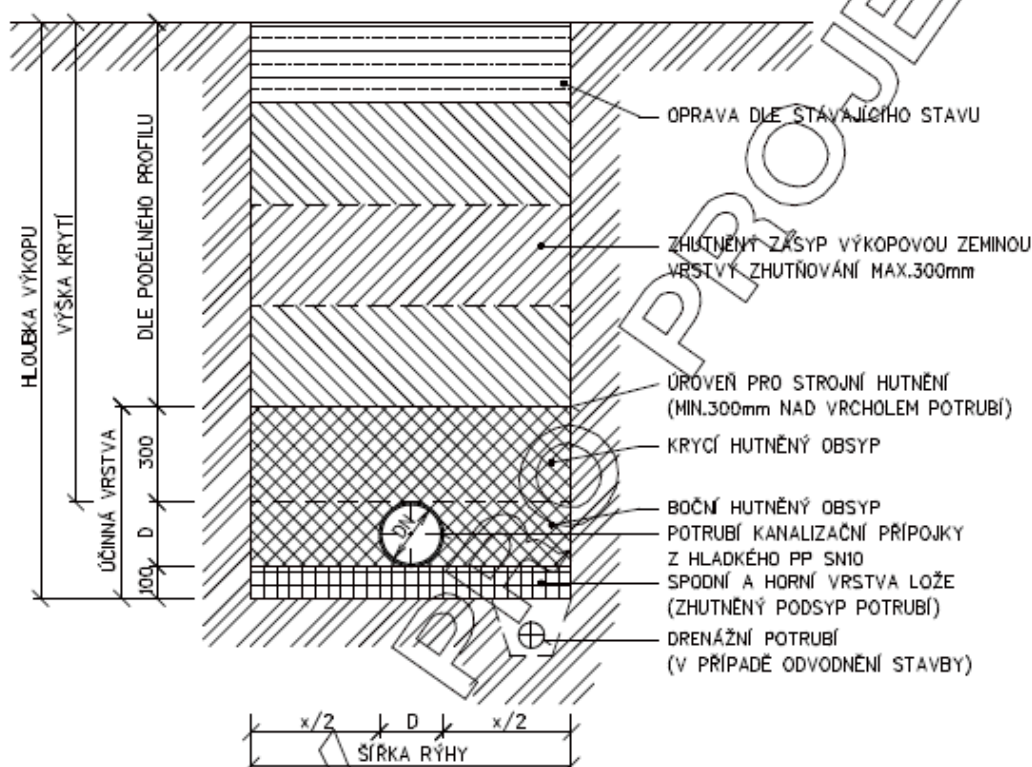 OPRAVA DLE STÁVAJÍCÍHO STAVU
ZHUTNĚNÝ ZÁSYP VÝKOPOVOU ZEMINOU
VRSTVY ZHUTŇOVÁNÍ MAX.300mm
ÚROVEŇ PRO STROJNÍ HUTNĚNÍ
(MIN.300mm NAD VRCHOLEM POTRUBÍ)
KRYCÍ HUTNĚNÝ OBSYP
BOČNÍ HUTNĚNÝ OBSYP
POTRUBÍ KANALIZAČNÍ PŘÍPOJKY
Z HLADKÉHO PP SN10
SPODNÍ A HORNÍ VRSTVA LOŽE
(ZHUTNĚNÝ PODSYP POTRUBÍ)
DRENÁŽNÍ POTRUBÍ
(V PŘÍPADĚ ODVODNĚNÍ STAVBY)
HLOUBKA VÝKOPU
VÝŠKA KRYTÍ
DLE PODÉLNÉHO PROFILU
ÚČINNÁ VRSTVA
300
D
100
DN
x/2
D
x/2
ŠÍŘKA RÝHY
PRO PROJE